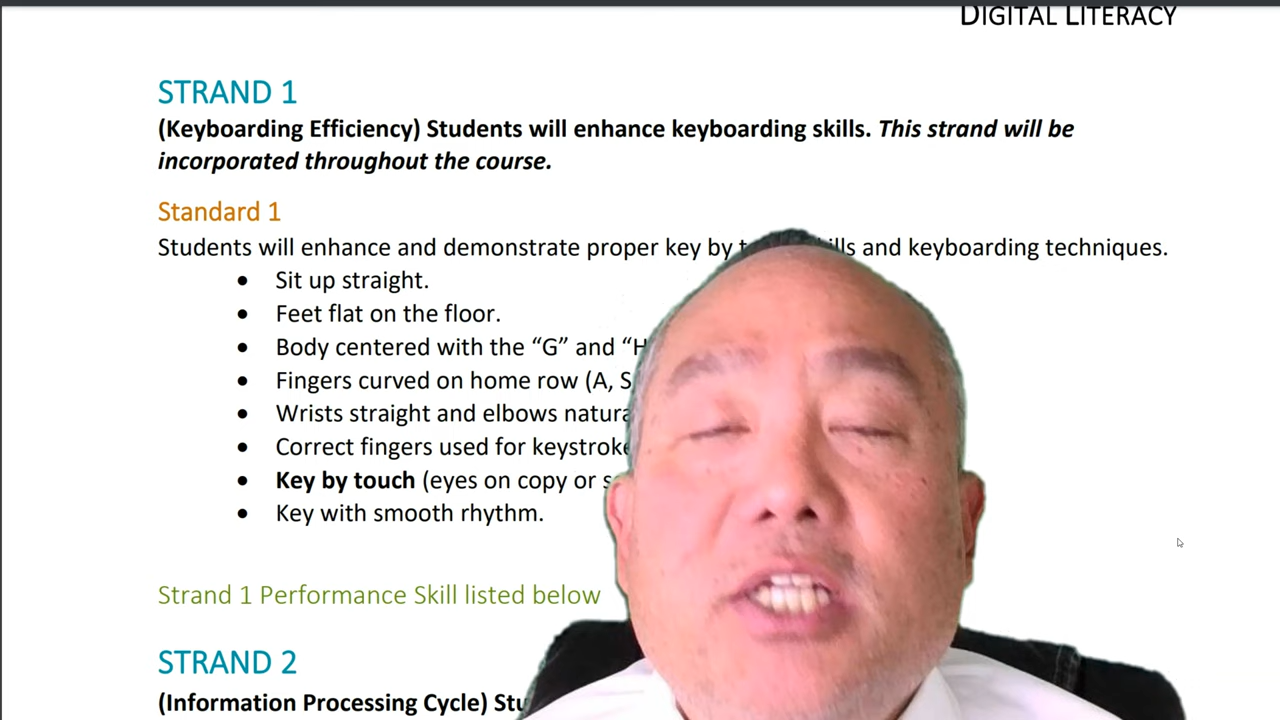 DIGITAL LITERACY
STRAND 1
(Keyboarding Efficiency) Students will enhance keyboarding skills. This strand will be
incorporated throughout the course.
Standard 1
Students will enhance and demonstrate proper key by and keyboarding techniques.
• Sit up straight.
• Feet flat on the floor.
• Body centered with the “G” and “H
• Fingers curved on home row (A, S
• Wrists straight and elbows
• Correct fingers used for
• Key by touch (eyes on copy or
• Key with smooth rhythm.
Strand 1 Performance Skill listed below
STRAND 2
(Information Processing Cycle)